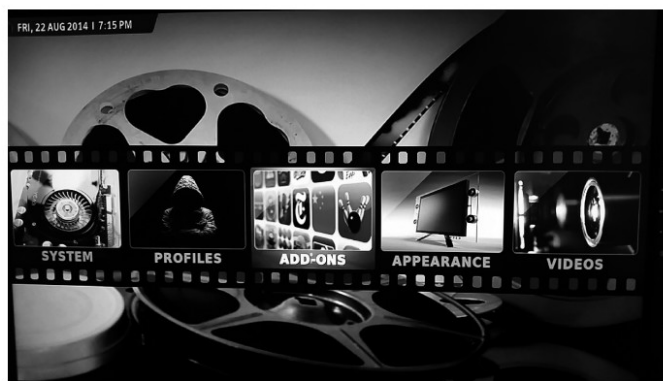 FRI, 22 AUG 2014 | 7:15 PM
SYSTEM
PROFILES
ADD-ONS
APPEARANCE
VIDEOS